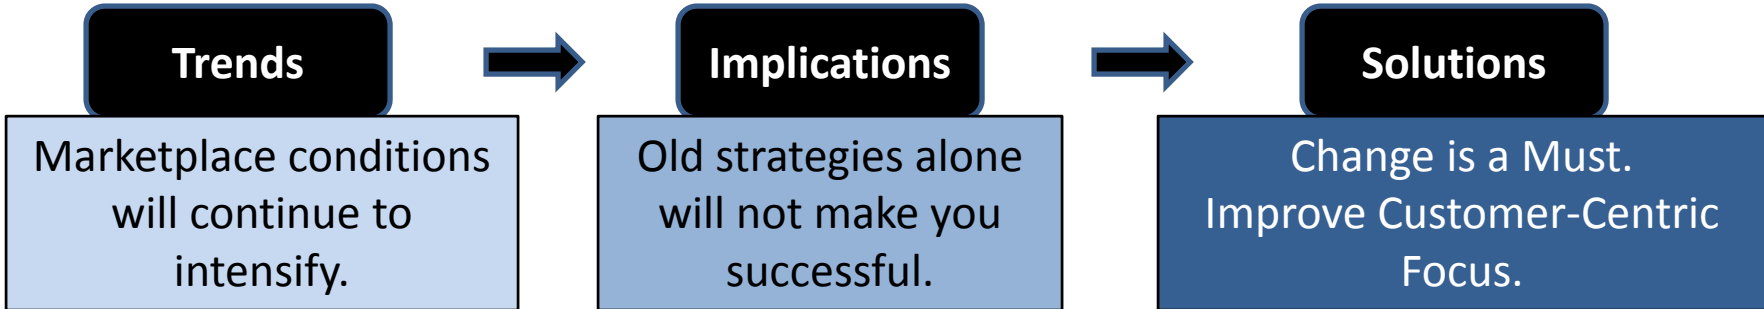 Trends
Marketplace conditions
will continue to
intensify.
Implications
Old strategies alone
will not make you
successful.
Solutions
Change is a Must.
Improve Customer-Centric
Focus.